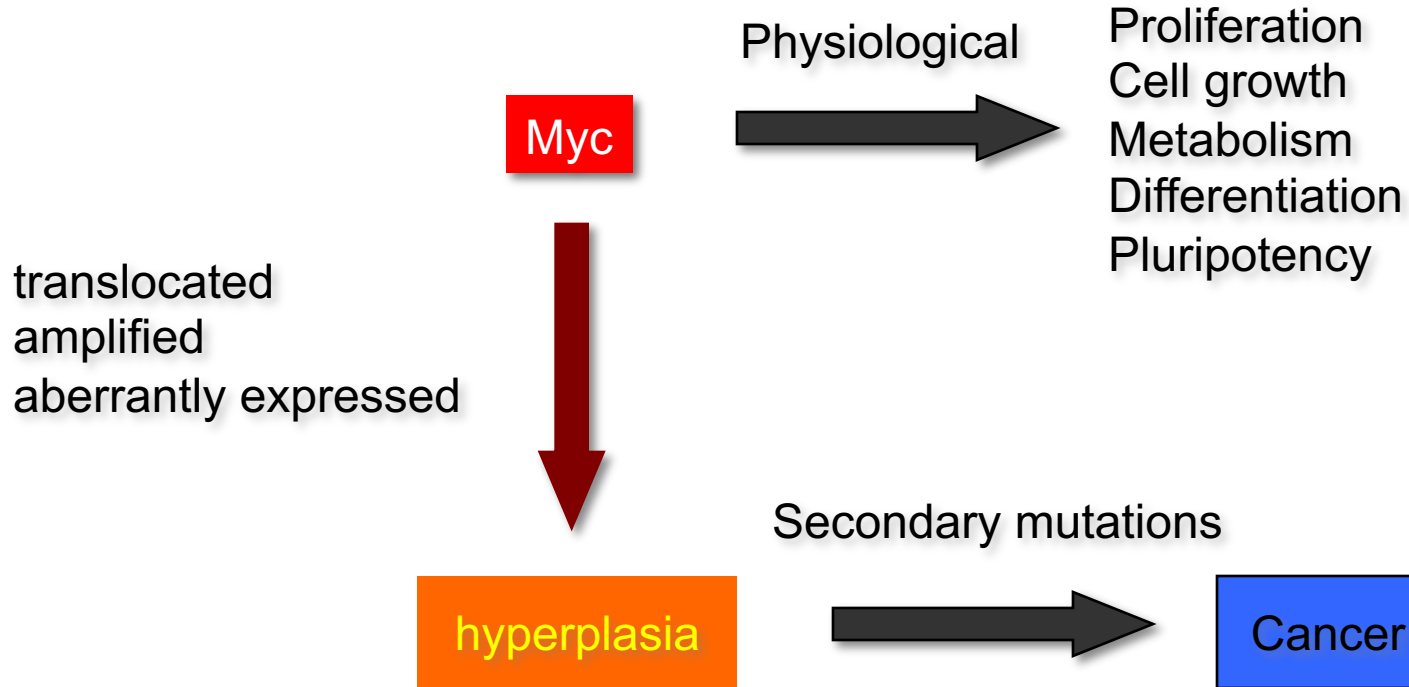 Physiological
Proliferation
Cell growth
Metabolism
Differentiation
Pluripotency
Myc
translocated
amplified
aberrantly expressed
Secondary mutations
hyperplasia
Cancer